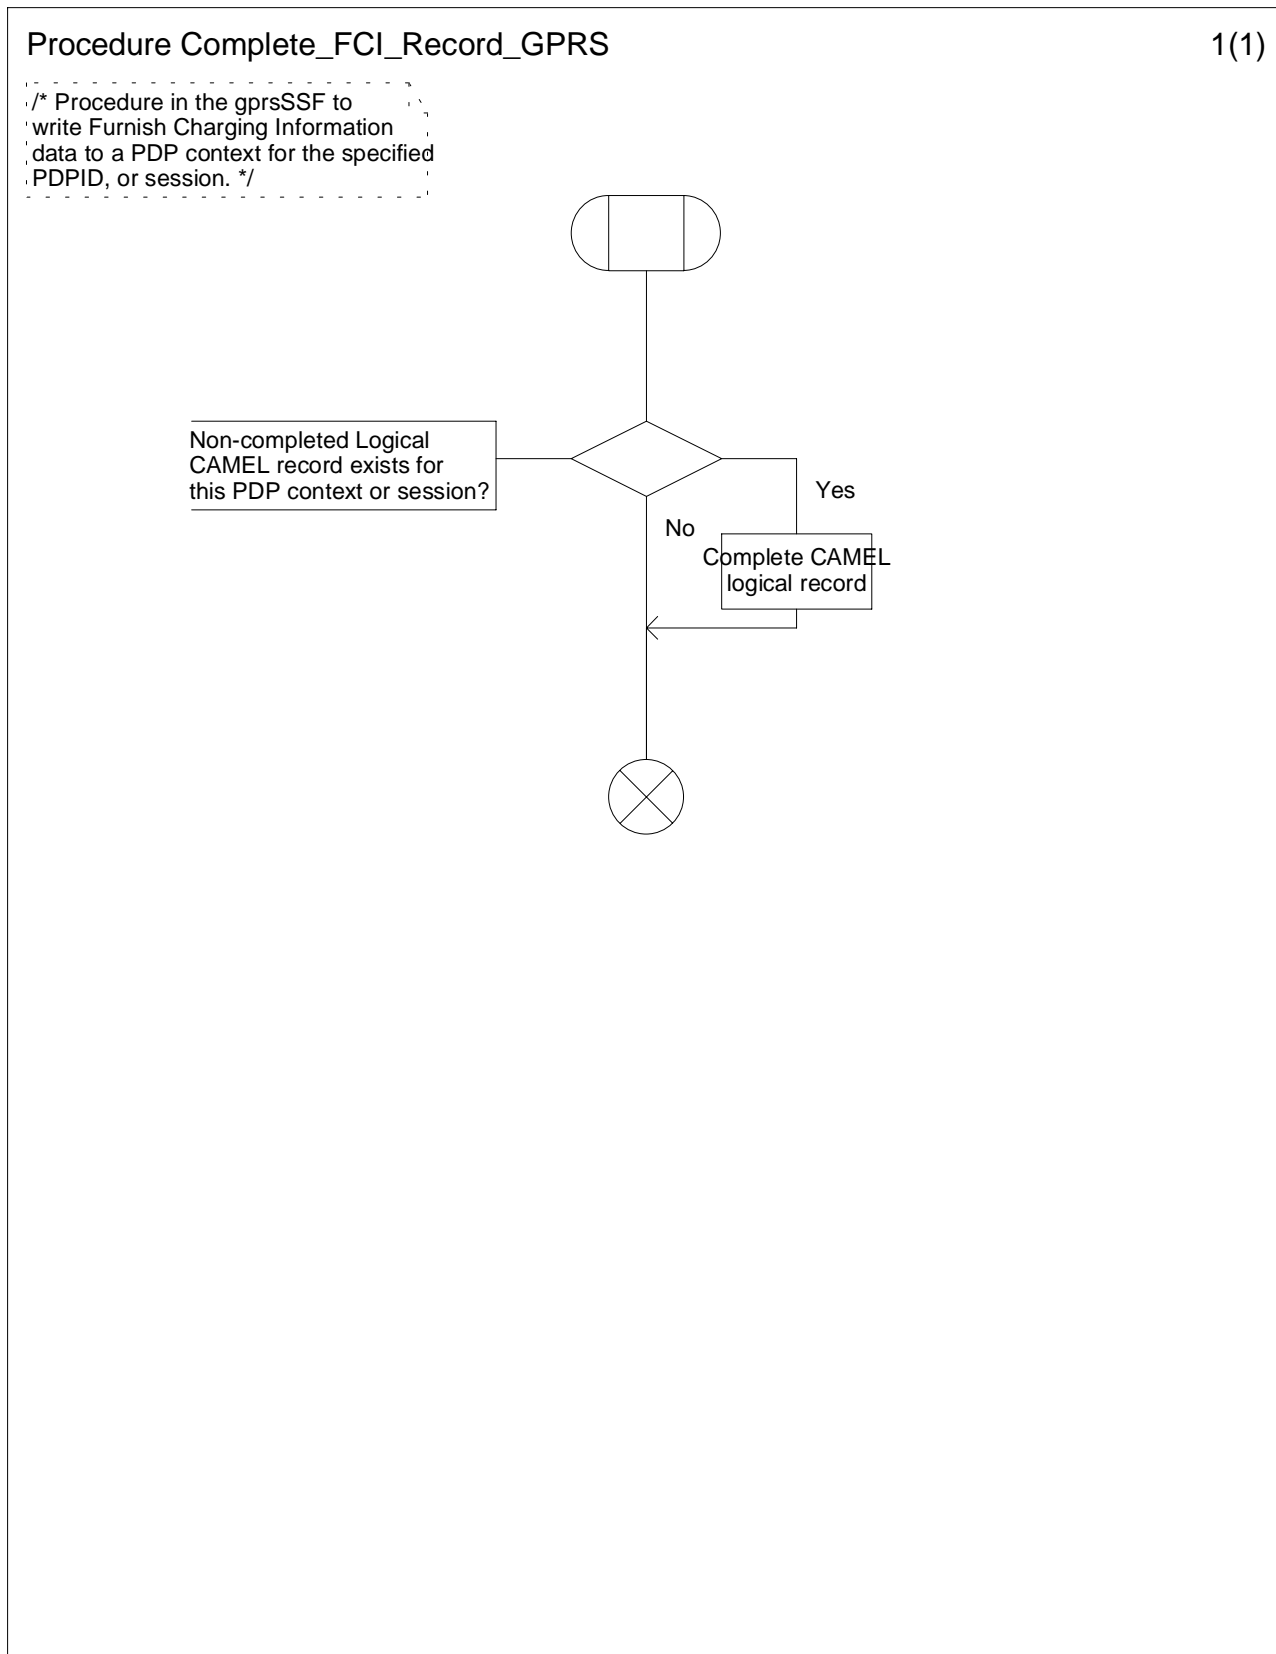 Procedure Complete_FCI_Record_GPRS
1(1)
/* Procedure in the gprsSSF to
write Furnish Charging Information
data to a PDP context for the specified
PDPID, or session. */
Non-completed Logical
CAMEL record exists for
this PDP context or session?
Yes
No
Complete CAMEL
logical record